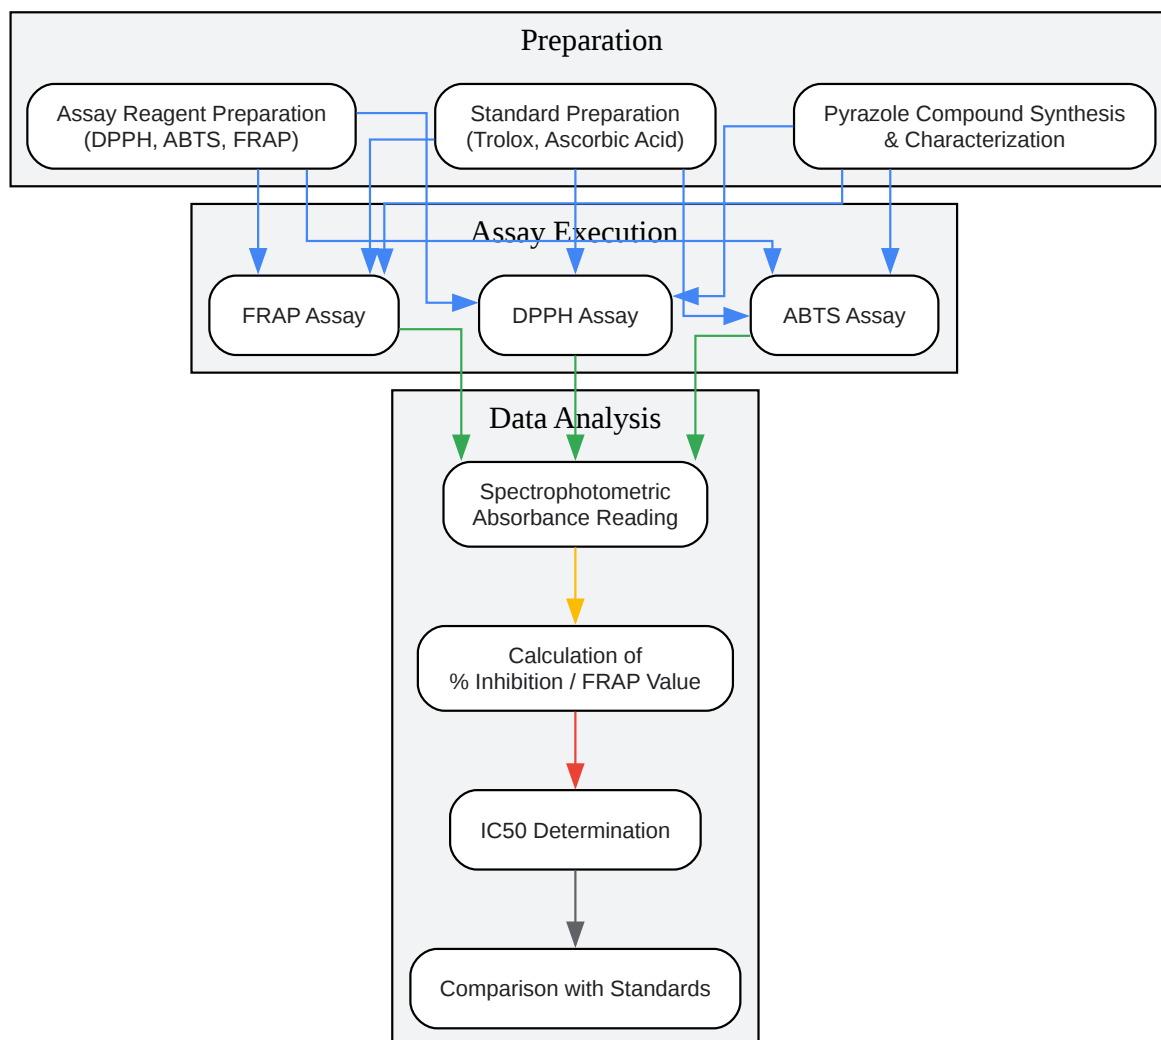 Preparation
Assay Reagent Preparation
(DPPH, ABTS, FRAP)
Standard Preparation
(Trolox, Ascorbic Acid)
Pyrazole Compound Synthesis
& Characterization
Assay Execution
FRAP Assay
DPPH Assay
ABTS Assay
Data Analysis
Spectrophotometric
Absorbance Reading
Calculation of
% Inhibition / FRAP Value
IC50 Determination
Comparison with Standards